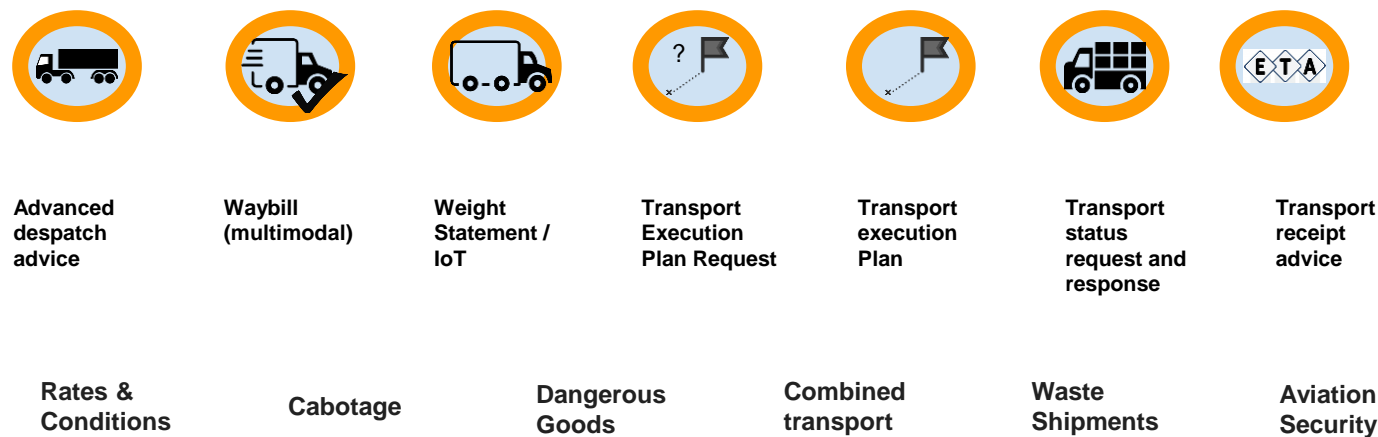 ?
E T A
Advanced
despatch
advice
Waybill
(multimodal)
Weight
Statement /
IoT
Transport
Execution
Plan Request
Transport
execution
Plan
Transport
status
request and
response
Transport
receipt
advice
Rates &
Conditions
Cabotage
Dangerous
Goods
Combined
transport
Waste
Shipments
Aviation
Security